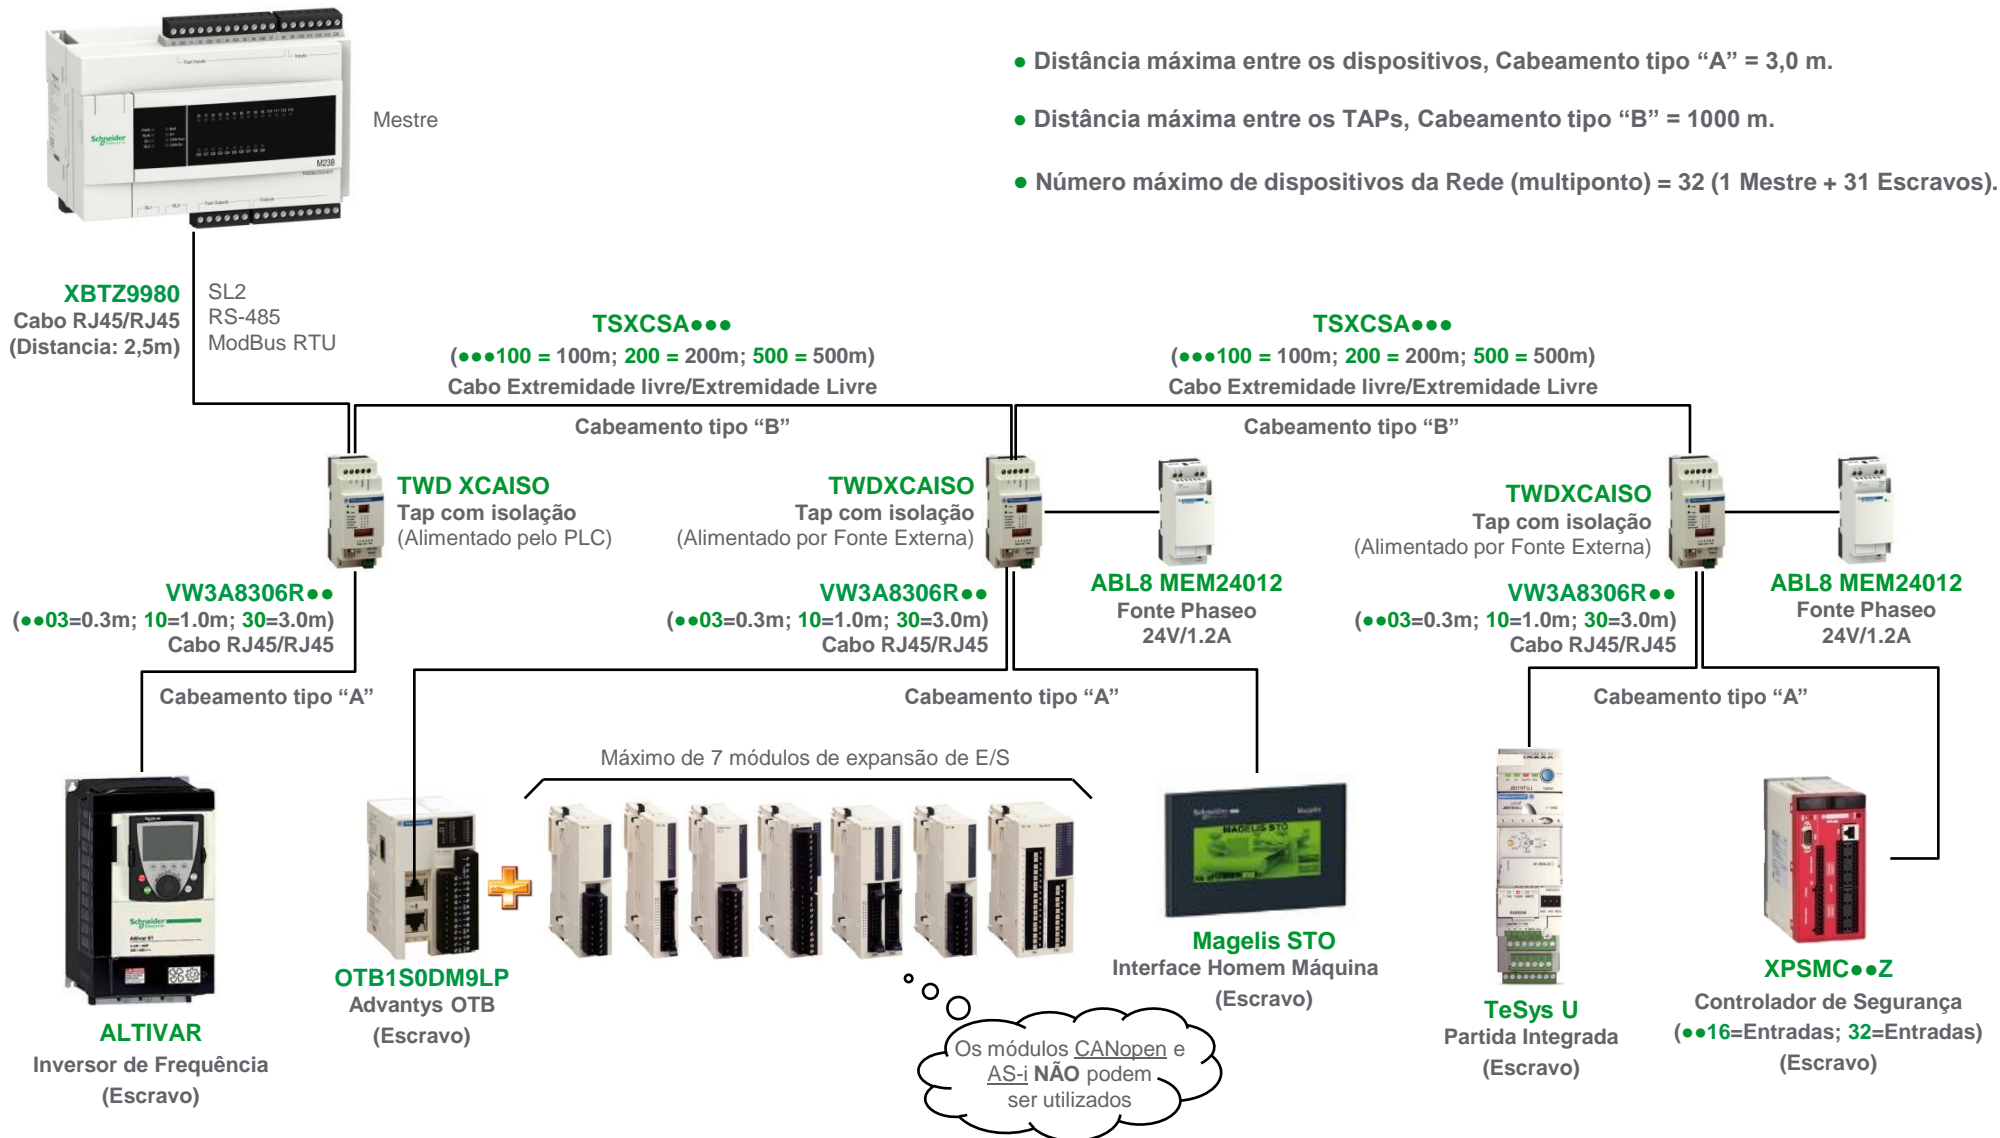 ● Distância máxima entre os dispositivos, Cabeamento tipo “A” = 3,0 m.
● Distância máxima entre os TAPs, Cabeamento tipo “B” = 1000 m.
● Número máximo de dispositivos da Rede (multiponto) = 32 (1 Mestre + 31 Escravos).
Schneider
M238
Mestre
XBTZ9980
Cabo RJ45/RJ45
(Distancia: 2,5m)
SL2
RS-485
ModBus RTU
TSXCSA●●●
(●●●100 = 100m; 200 = 200m; 500 = 500m)
Cabo Extremidade livre/Extremidade Livre
Cabeamento tipo “B”
TSXCSA●●●
(●●●100 = 100m; 200 = 200m; 500 = 500m)
Cabo Extremidade livre/Extremidade Livre
Cabeamento tipo “B”
TWD XCAISO
Tap com isolação
(Alimentado pelo PLC)
TWDXCAISO
Tap com isolação
(Alimentado por Fonte Externa)
ABL8 MEM24012
Fonte Phaseo
24V/1.2A
TWDXCAISO
Tap com isolação
(Alimentado por Fonte Externa)
ABL8 MEM24012
Fonte Phaseo
24V/1.2A
VW3A8306R●●
(●●03=0.3m; 10=1.0m; 30=3.0m)
Cabo RJ45/RJ45
Cabeamento tipo “A”
VW3A8306R●●
(●●03=0.3m; 10=1.0m; 30=3.0m)
Cabo RJ45/RJ45
Cabeamento tipo “A”
VW3A8306R●●
(●●03=0.3m; 10=1.0m; 30=3.0m)
Cabo RJ45/RJ45
Cabeamento tipo “A”
Máximo de 7 módulos de expansão de E/S
Schneider
MAGELIS STO
ALTIVAR
Inversor de Frequência
(Escravo)
OTB1S0DM9LP
Advantys OTB
(Escravo)
Os módulos CANopen e
AS-i NÃO podem
ser utilizados
Magelis STO
Interface Homem Máquina
(Escravo)
TeSys U
Partida Integrada
(Escravo)
XPSMC●●Z
Controlador de Segurança
(●●16=Entradas; 32=Entradas)
(Escravo)